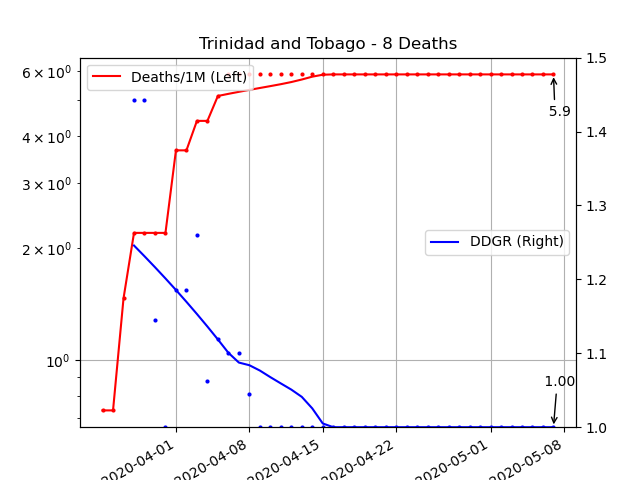 Trinidad and Tobago - 8 Deaths
Deaths/1M (Left)
DDGR (Right)
5.9
1.00
6 × 10⁰
4 × 10⁰
3 × 10⁰
2 × 10⁰
10⁰
1.5
1.4
1.3
1.2
1.1
1.0
2020-04-01
2020-04-08
2020-04-15
2020-04-22
2020-05-01
2020-05-08